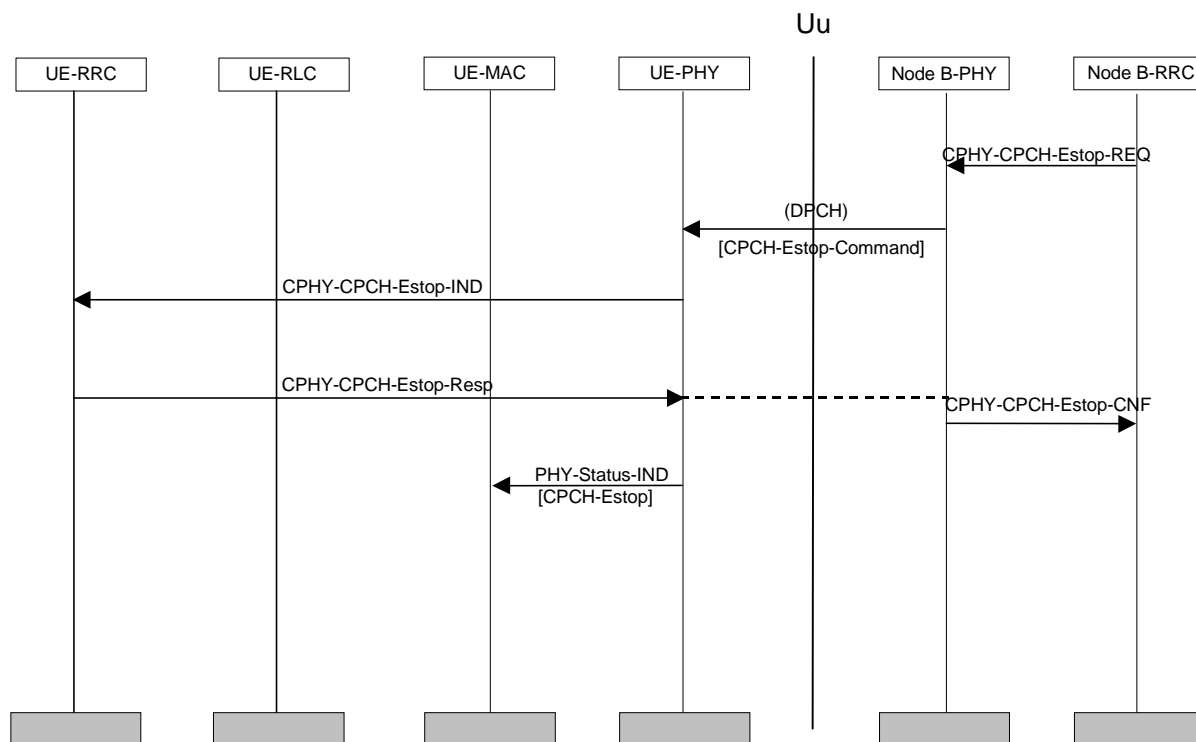 Uu
UE-RRC
UE-RLC
UE-MAC
UE-PHY
Node B-PHY
Node B-RRC
CPHY-CPCH-Estop-REQ
(DPCH)
[CPCH-Estop-Command]
CPHY-CPCH-Estop-IND
CPHY-CPCH-Estop-Resp
CPHY-CPCH-Estop-CNF
PHY-Status-IND
[CPCH-Estop]